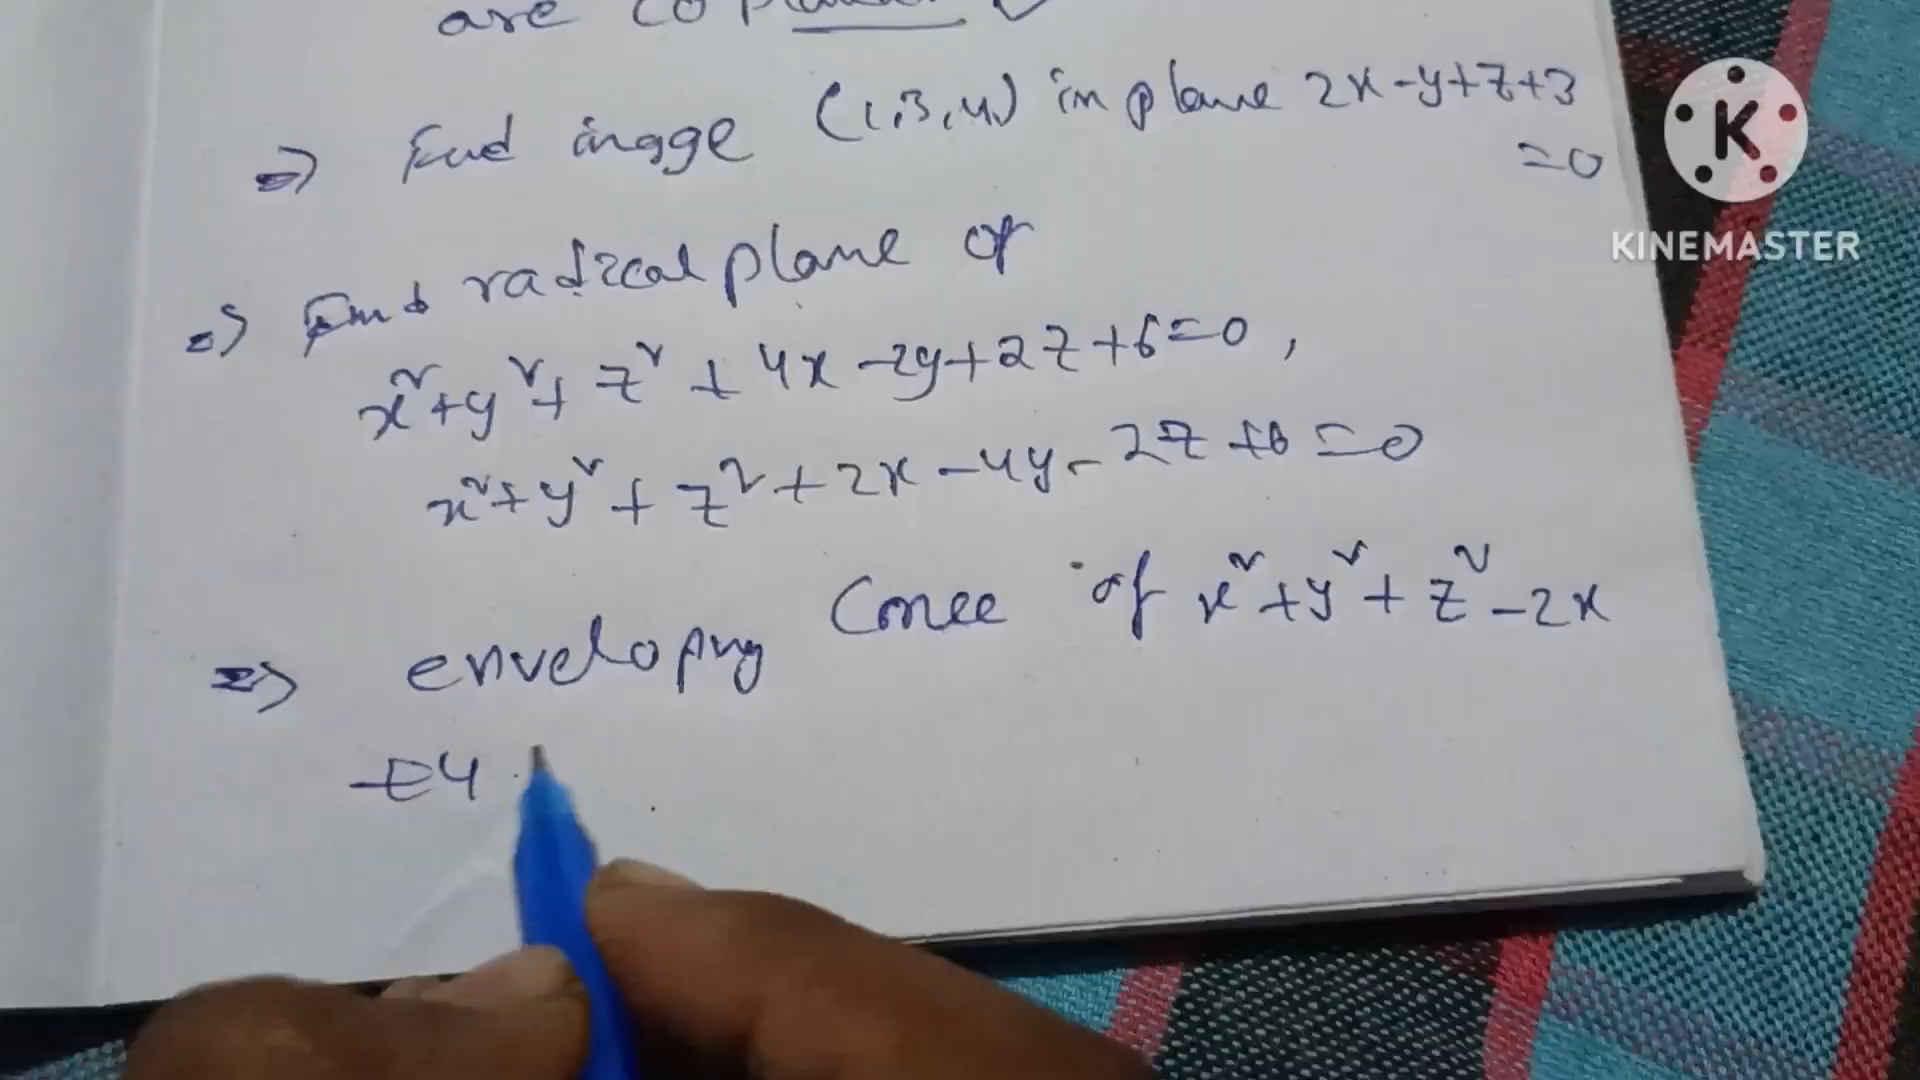 are
=> Find image (1,3,4) in plane 2x-y+z+3
=0
=> Find radical plane of
x²+y²+z²+4x-2y+2z+6=0,
x²+y²+z²+2x-4y-2z+6=0
=> enveloping Conee of x²+y²+z²-2x
+4
K
KINEMASTER